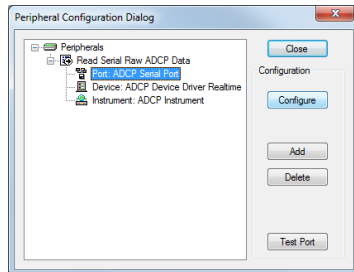 Peripheral Configuration Dialog
Peripherals
Read Serial Raw ADCP Data
Port: ADCP Serial Port
Device: ADCP Device Driver Realtime
Instrument: ADCP Instrument
Close
Configuration
Configure
Add
Delete
Test Port